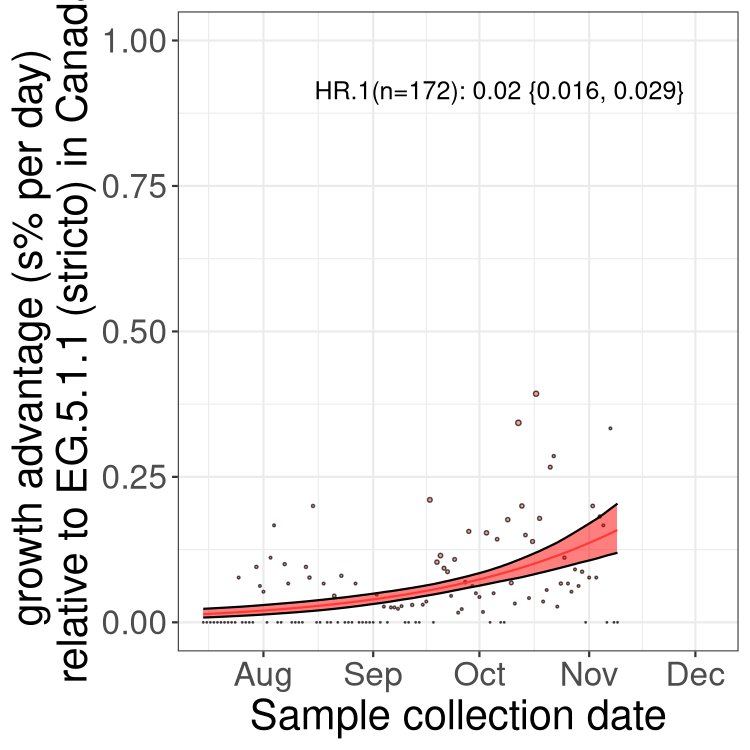 growth advantage (s% per day)
relative to EG.5.1.1 (stricto) in Canada
1.00
0.75
0.50
0.25
0.00
HR.1(n=172): 0.02 {0.016, 0.029}
Aug Sep Oct Nov Dec
Sample collection date